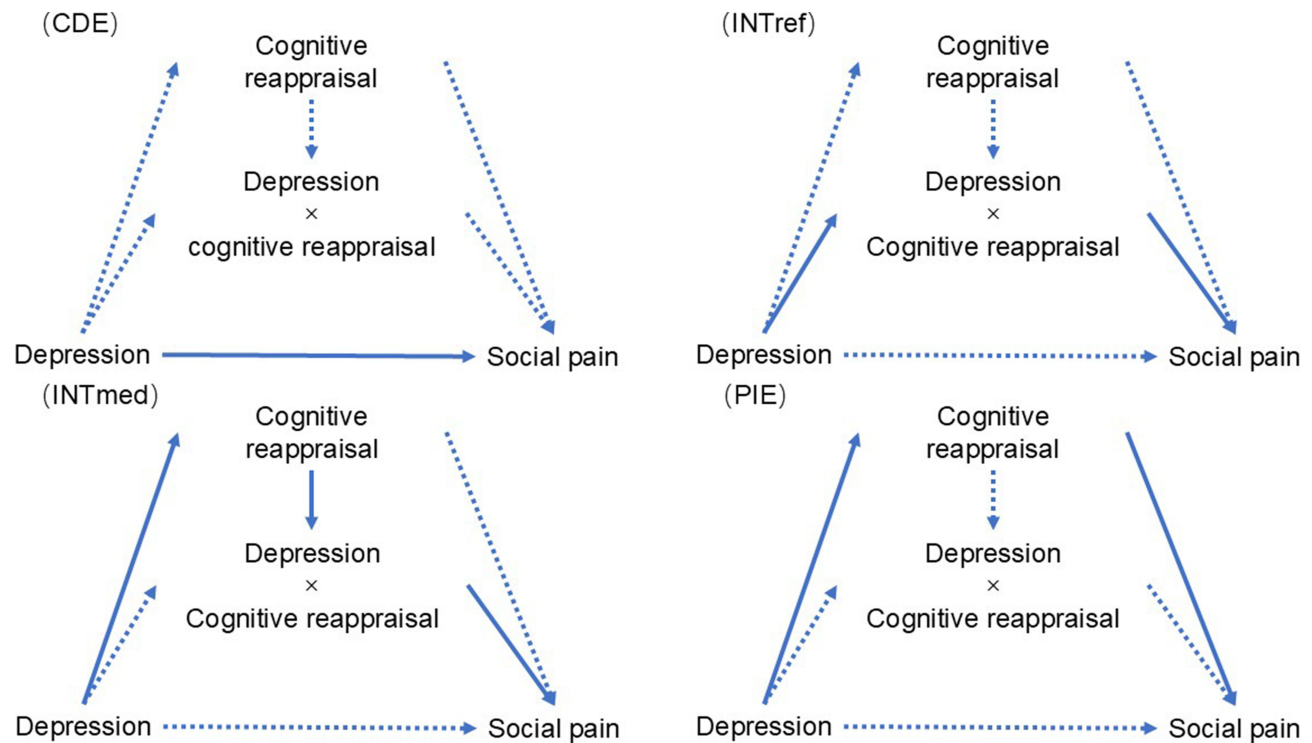 (CDE)
Cognitive
reappraisal
Depression
×
cognitive reappraisal
Depression
Social pain
(INTref)
Cognitive
reappraisal
Depression
×
Cognitive reappraisal
Depression
Social pain
(INTmed)
Cognitive
reappraisal
Depression
×
Cognitive reappraisal
Depression
Social pain
(PIE)
Cognitive
reappraisal
Depression
×
Cognitive reappraisal
Depression
Social pain